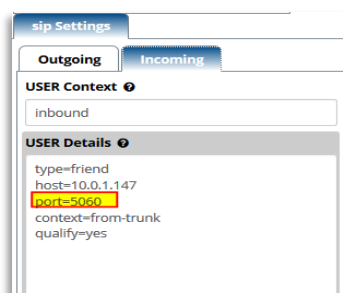 sip Settings
Outgoing Incoming
USER Context
inbound
USER Details
type=friend
host=10.0.1.147
port=5060
context=from-trunk
qualify=yes